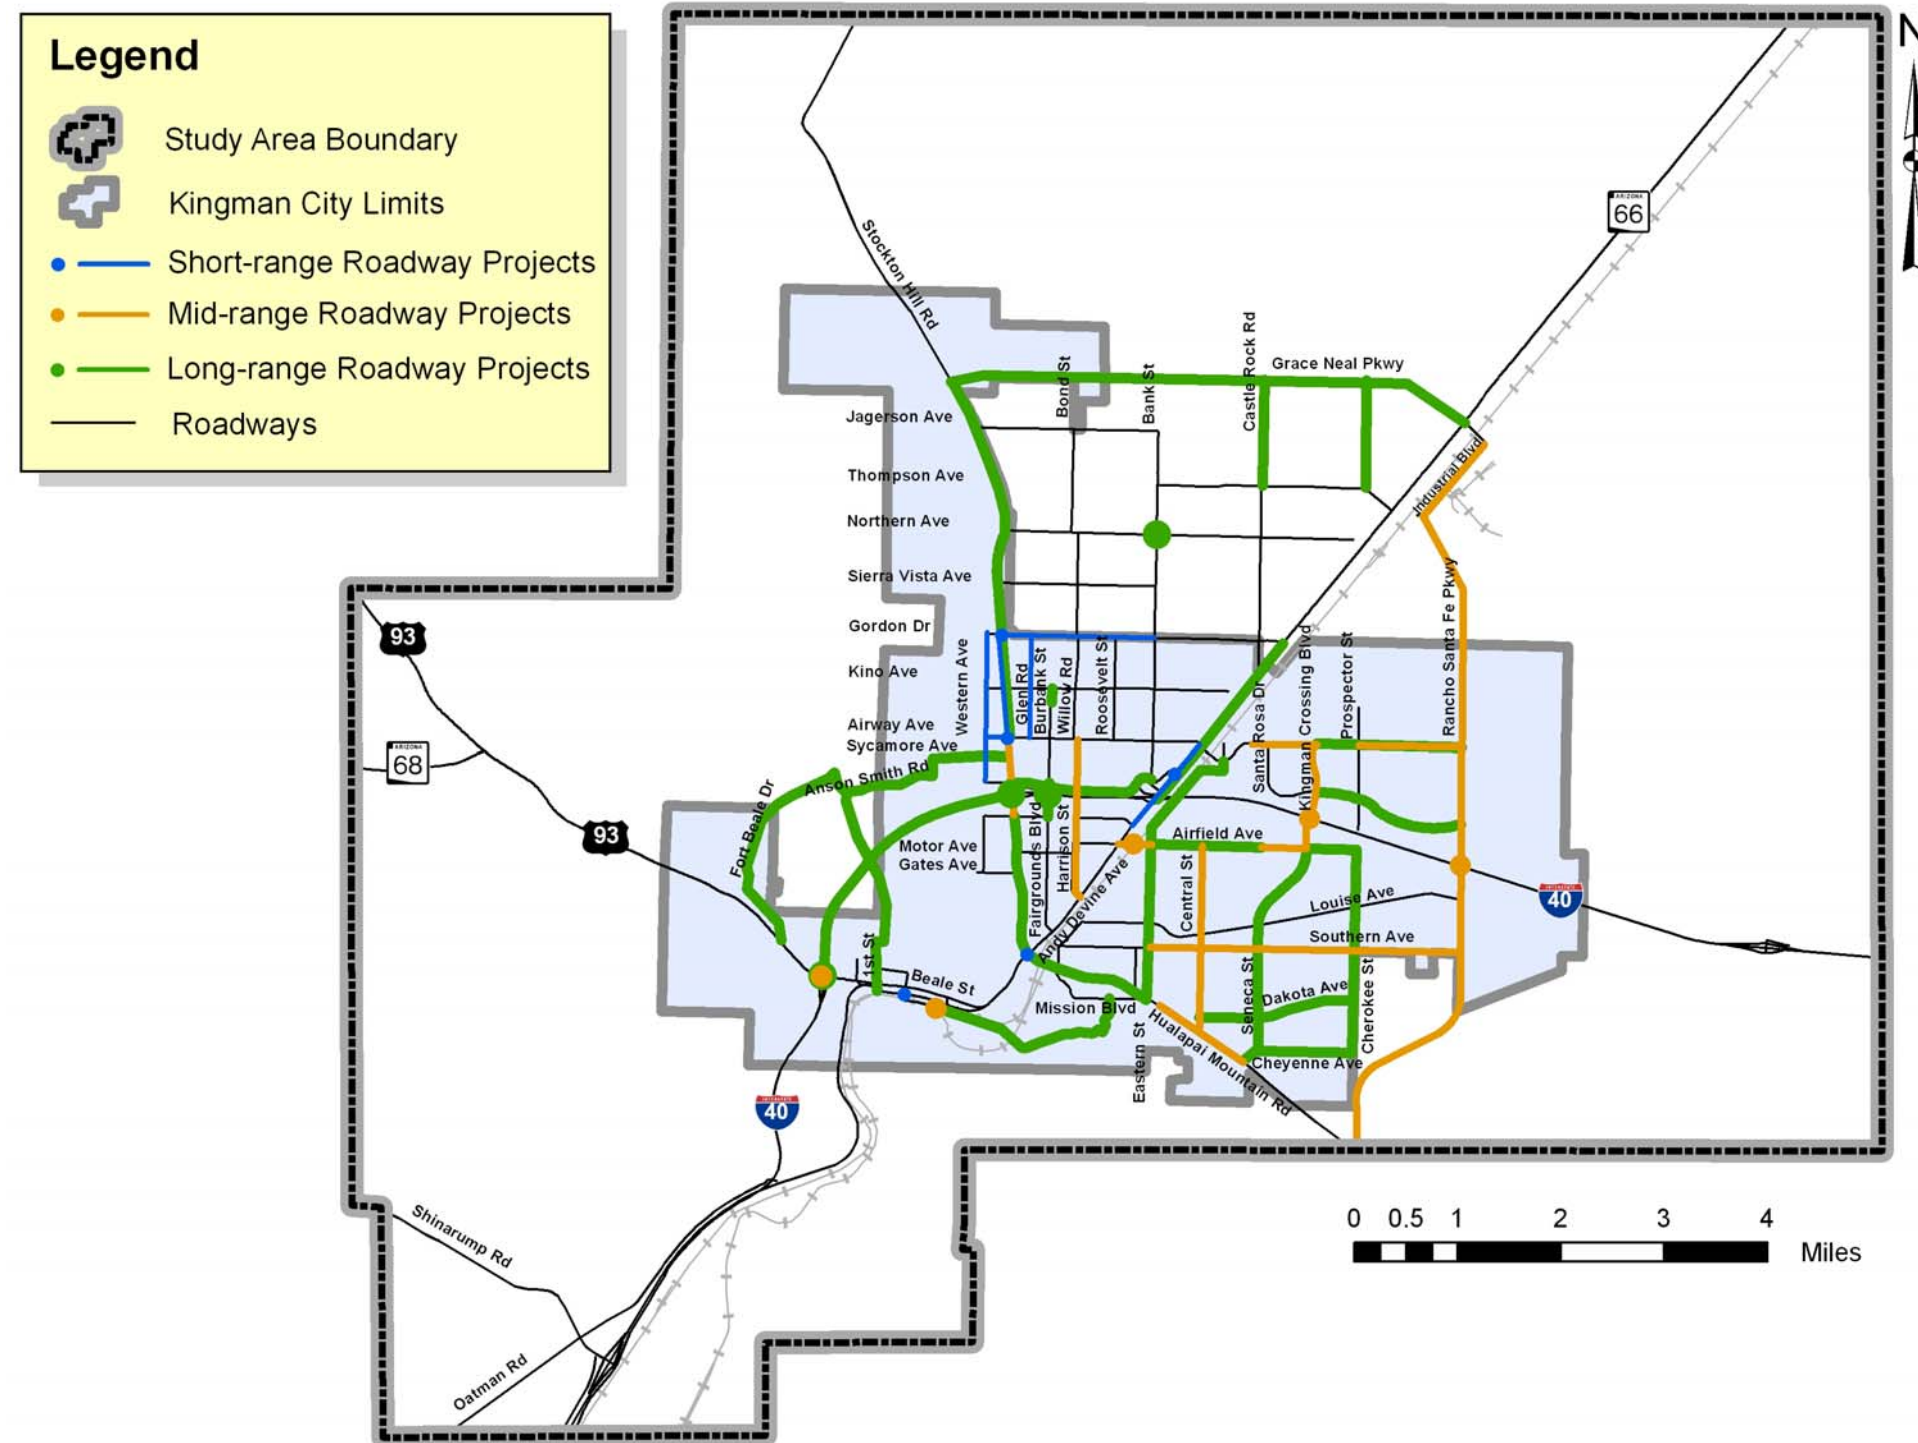 Legend
Study Area Boundary
Kingman City Limits
Short-range Roadway Projects
Mid-range Roadway Projects
Long-range Roadway Projects
Roadways
N
ARIZONA
66
Stockton Hill Rd
Bond St
Bank St
Castle Rock Rd
Grace Neal Pkwy
Jagerson Ave
Thompson Ave
Northern Ave
Industrial Blvd
Sierra Vista Ave
Rancho Santa Fe Pkwy
Gordon Dr
93
Kino Ave
Western Ave
Glen Rd
Burbank St
Willow Rd
Roosevelt St
Santa Rosa Dr
Kingman Crossing Blvd
Prospector St
Airway Ave
Sycamore Ave
ARIZONA
68
Anson Smith Rd
Fort Beale Dr
93
Motor Ave
Gates Ave
Fairgrounds Blvd
Harrison St
Airfield Ave
Andy Devine Ave
Central St
Louise Ave
INTERSTATE
40
Southern Ave
1st St
Beale St
Mission Blvd
Hualapai Mountain Rd
Seneca St
Dakota Ave
Cherokee St
Eastern St
Cheyenne Ave
INTERSTATE
40
Shinarump Rd
Oatman Rd
0 0.5 1 2 3 4
Miles